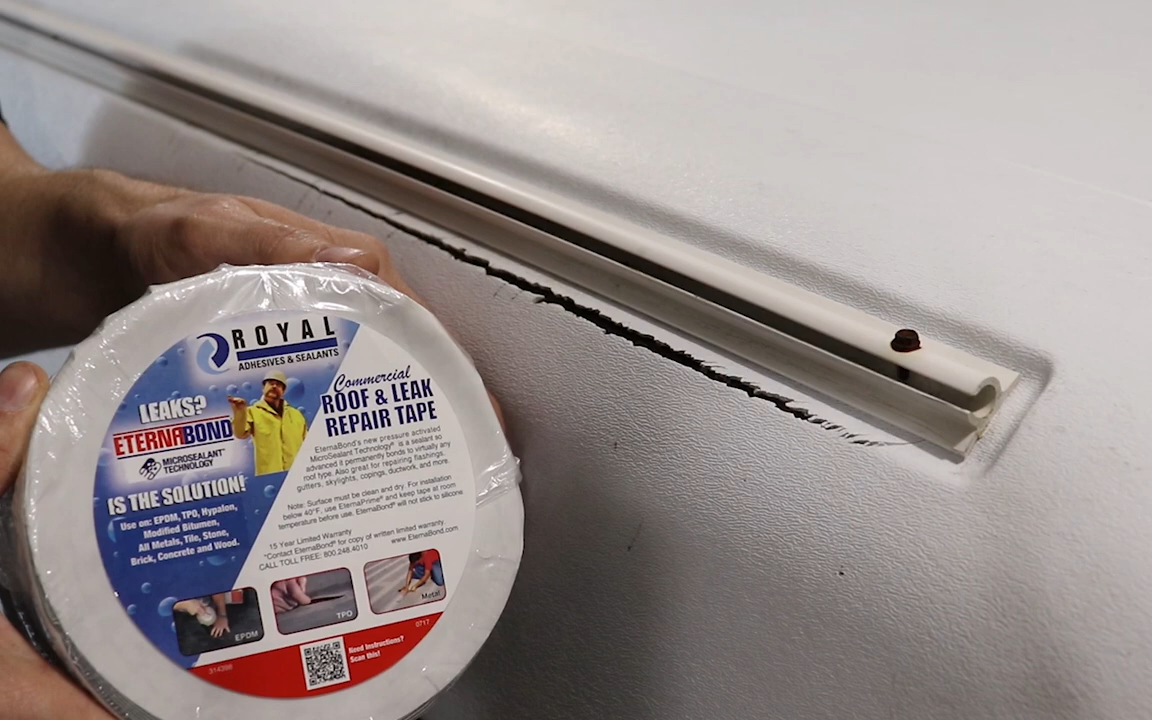 ROYAL
ADHESIVES & SEALANTS
Commercial
ROOF & LEAK
REPAIR TAPE
LEAKS?
ETERNABOND
MICROSEALANT™
TECHNOLOGY
IS THE SOLUTION!
Use on: EPDM, TPO, Hypalon,
Modified Bitumen,
All Metals, Tile, Stone,
Brick, Concrete and Wood.
EternaBond's new pressure activated
MicroSealant Technology® is a sealant so
advanced it permanently bonds to virtually any
roof type. Also great for repairing flashings,
gutters, skylights, copings, ductwork, and more.
Note: Surface must be clean and dry. For installation
below 40°F, use EternaPrime® and keep tape at room
temperature before use. EternaBond® will not stick to silicone
15 Year Limited Warranty
*Contact EternaBond® for copy of written limited warranty.
CALL TOLL FREE: 800.248.4010 www.EternaBond.com
EPDM
TPO
Metal
314398
Need Instructions?
Scan this!
0717